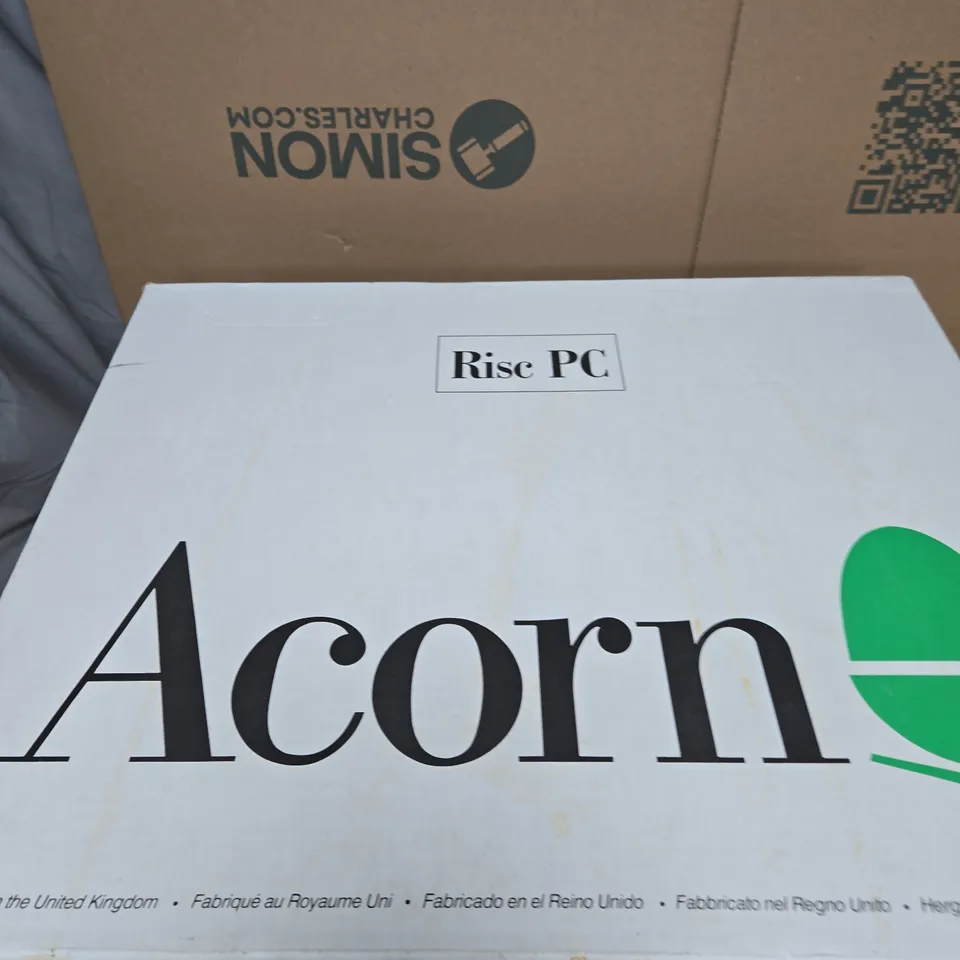 SIMON
CHARLES.COM
Risc PC
Acorn
the United Kingdom • Fabriqué au Royaume Uni • Fabricado en el Reino Unido • Fabbricato nel Regno Unito •